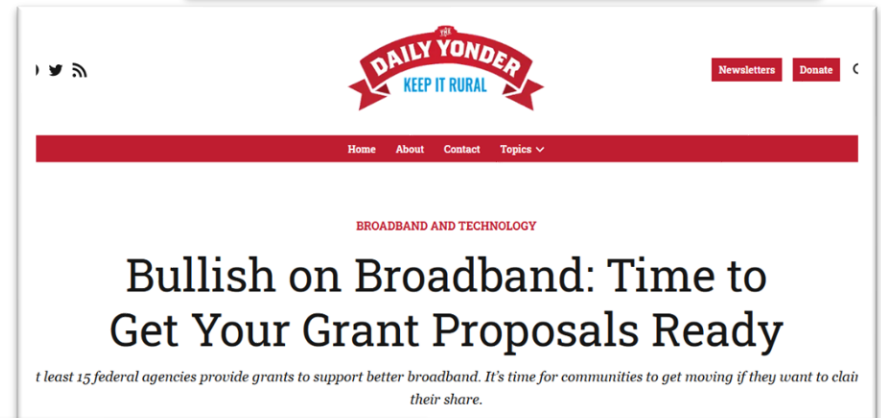 THE
DAILY YONDER
KEEP IT RURAL
Newsletters Donate
Home About Contact Topics
BROADBAND AND TECHNOLOGY
Bullish on Broadband: Time to
Get Your Grant Proposals Ready
t least 15 federal agencies provide grants to support better broadband. It's time for communities to get moving if they want to clai
their share.